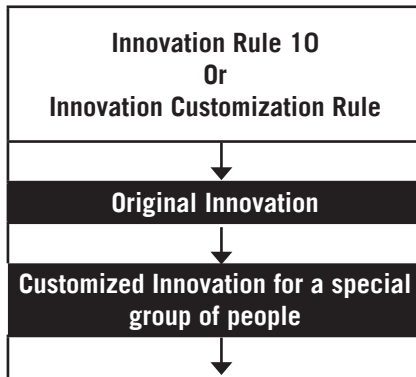 Innovation Rule 10
Or
Innovation Customization Rule
Original Innovation
Customized Innovation for a special
group of people